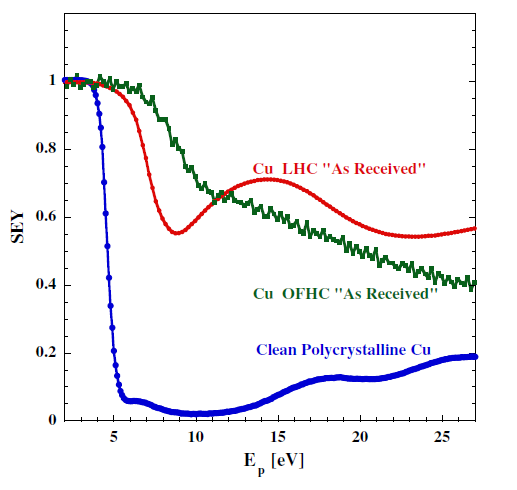 1
0.8
0.6
0.4
0.2
0
SEY
Cu LHC "As Received"
Cu OFHC "As Received"
Clean Polycrystalline Cu
5 10 15 20 25
Ep [eV]